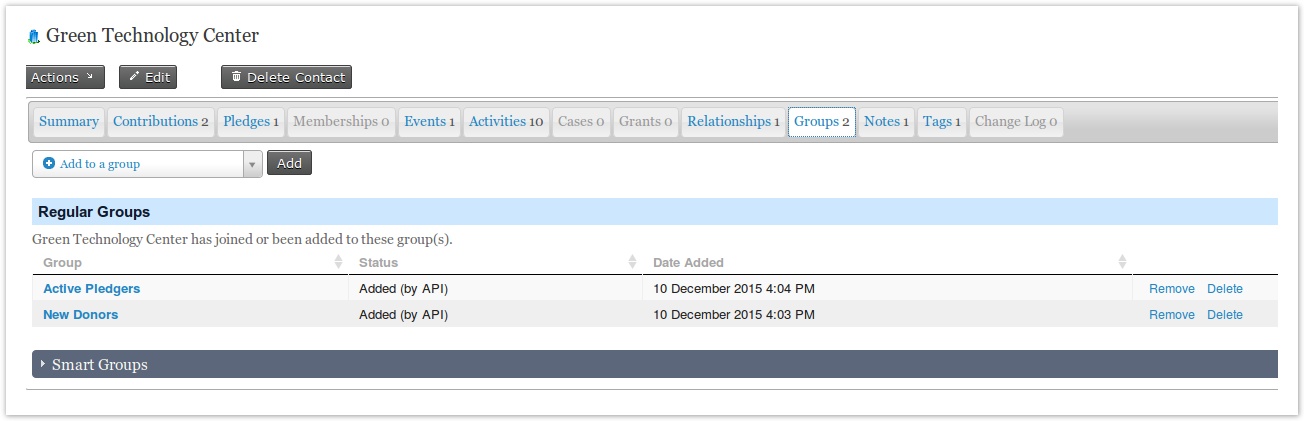 Green Technology Center
Actions Edit Delete Contact
Summary Contributions 2 Pledges 1 Memberships 0 Events 1 Activities 10 Cases 0 Grants 0 Relationships 1 Groups 2 Notes 1 Tags 1 Change Log 0
Add to a group Add
Regular Groups
Green Technology Center has joined or been added to these group(s).
Group Status Date Added
Active Pledgers Added (by API) 10 December 2015 4:04 PM Remove Delete
New Donors Added (by API) 10 December 2015 4:03 PM Remove Delete
Smart Groups